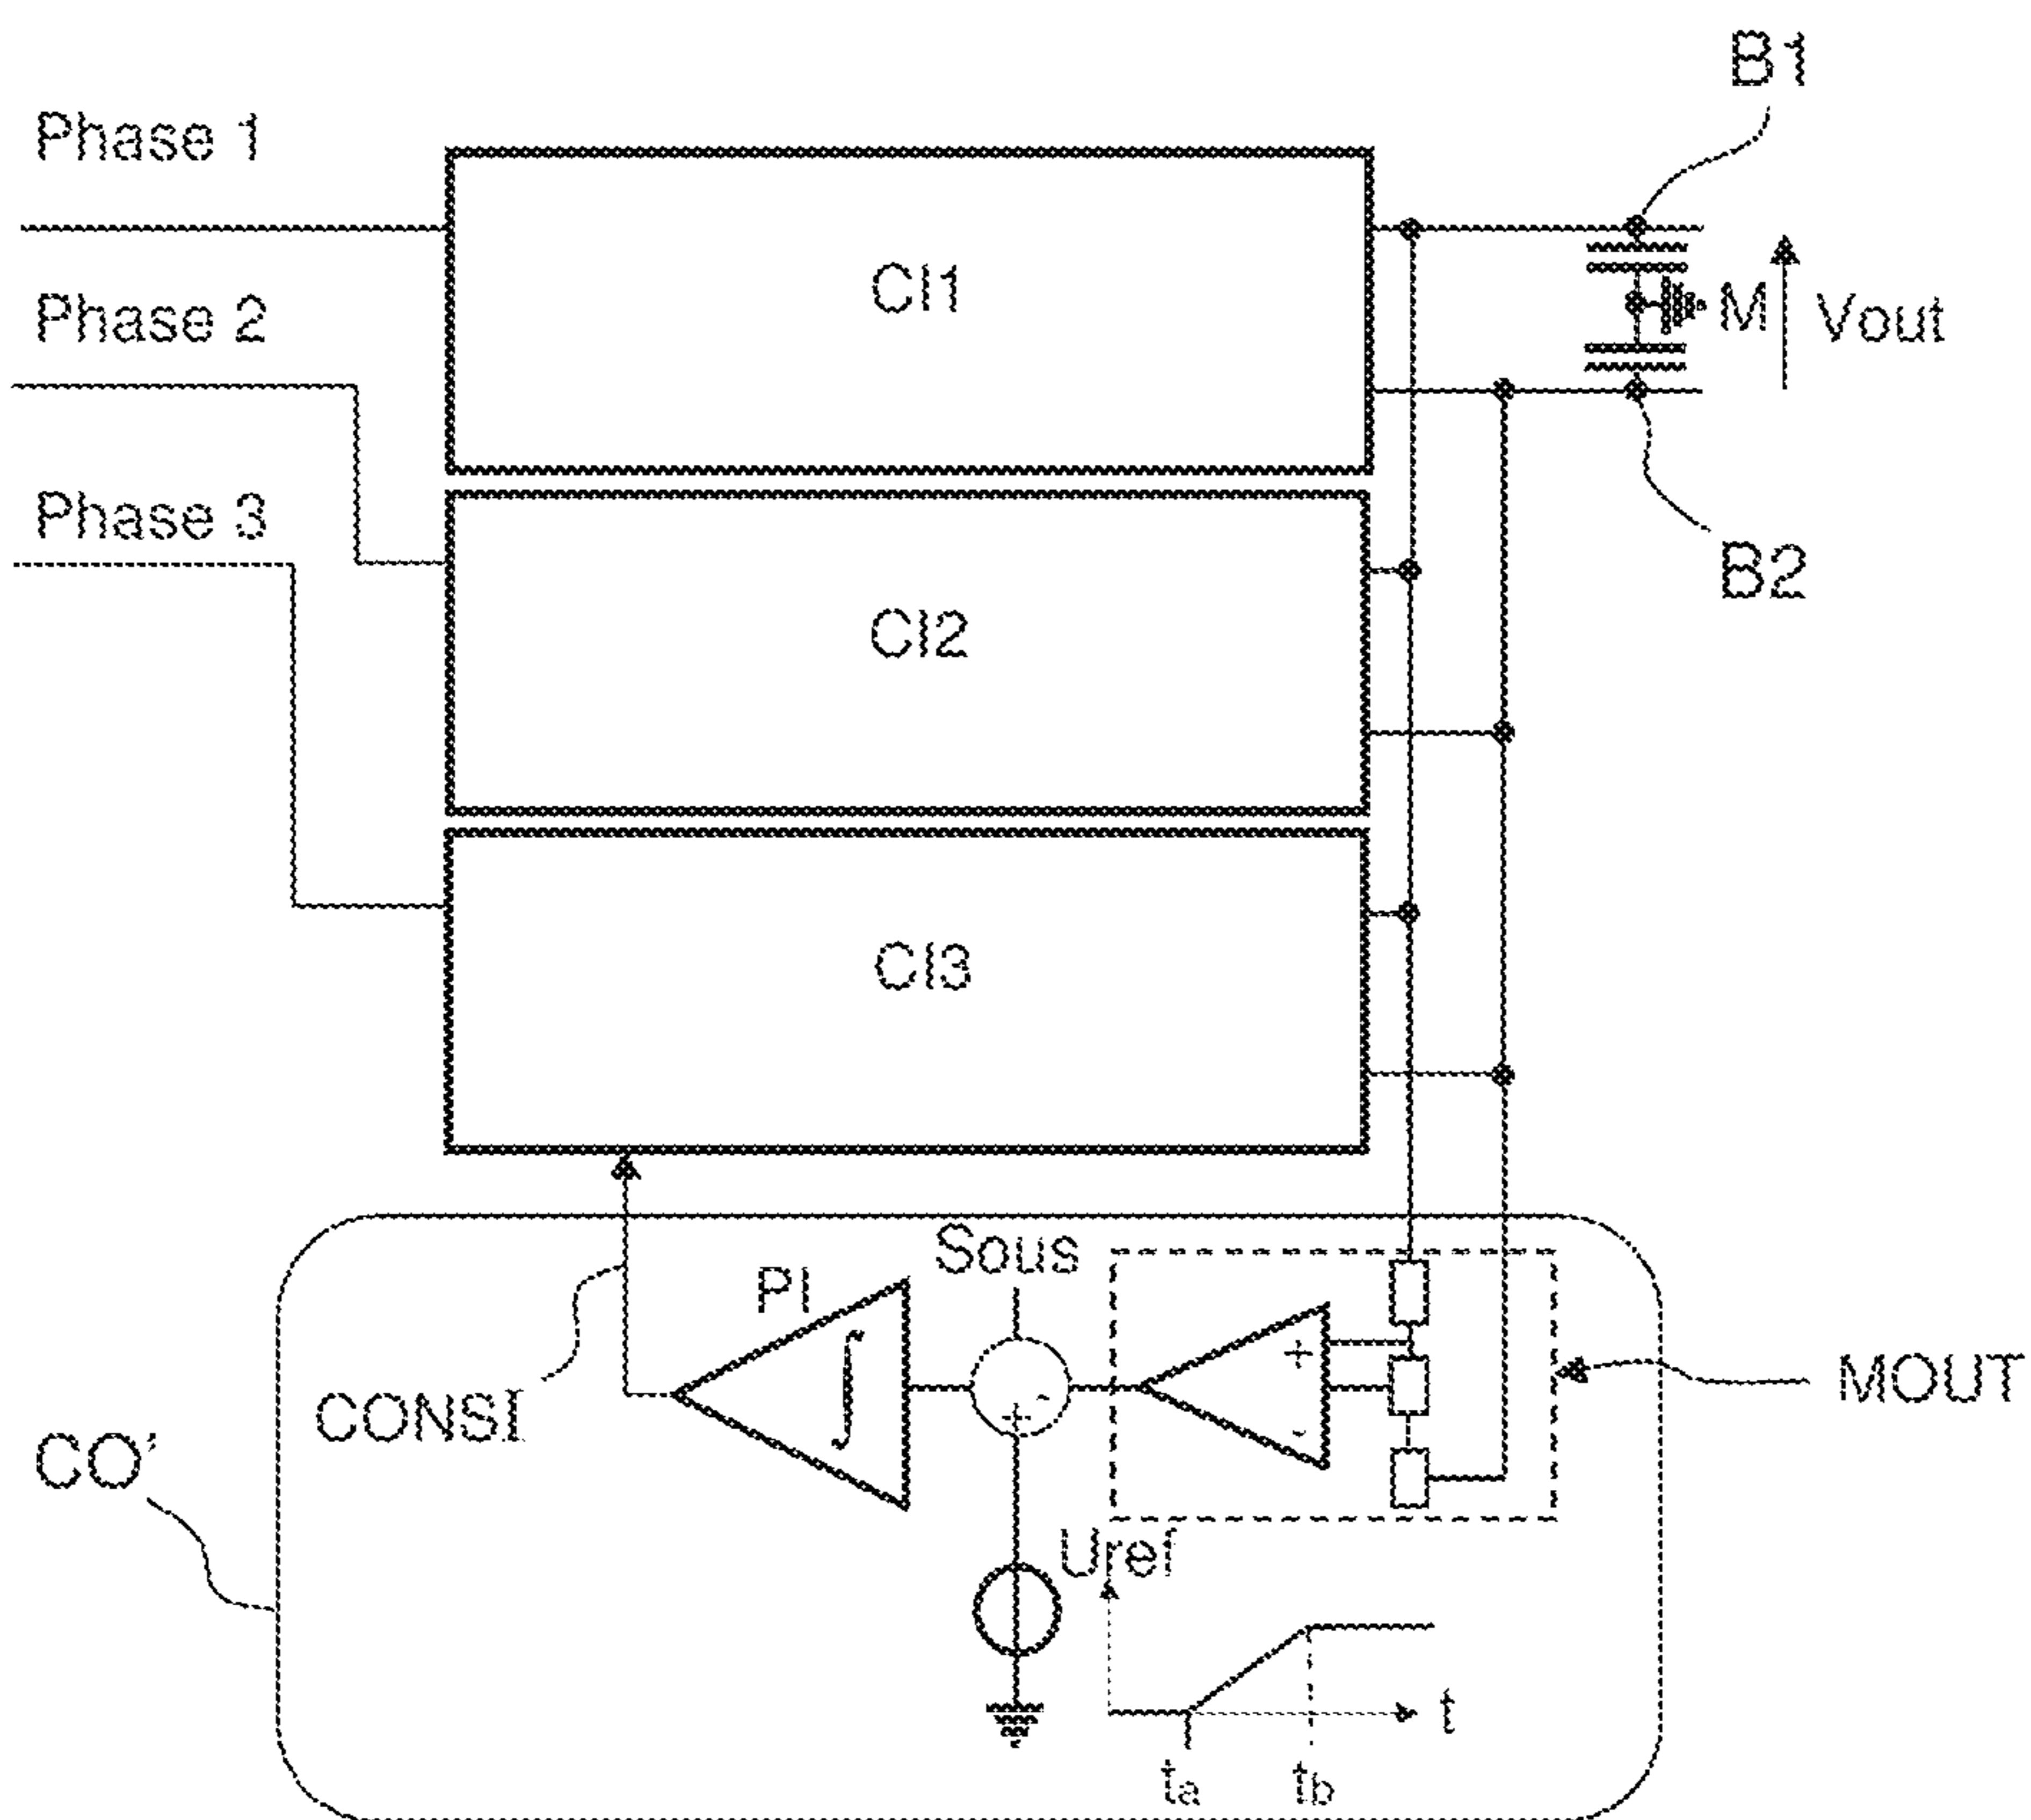 B1
Phase 1
CI1
Phase 2
M
Vout
Phase 3
B2
CI2
CI3
Sous
PI
+
-
∫
+
-
MOUT
CONSI
CO'
Uref
t
ta
tb